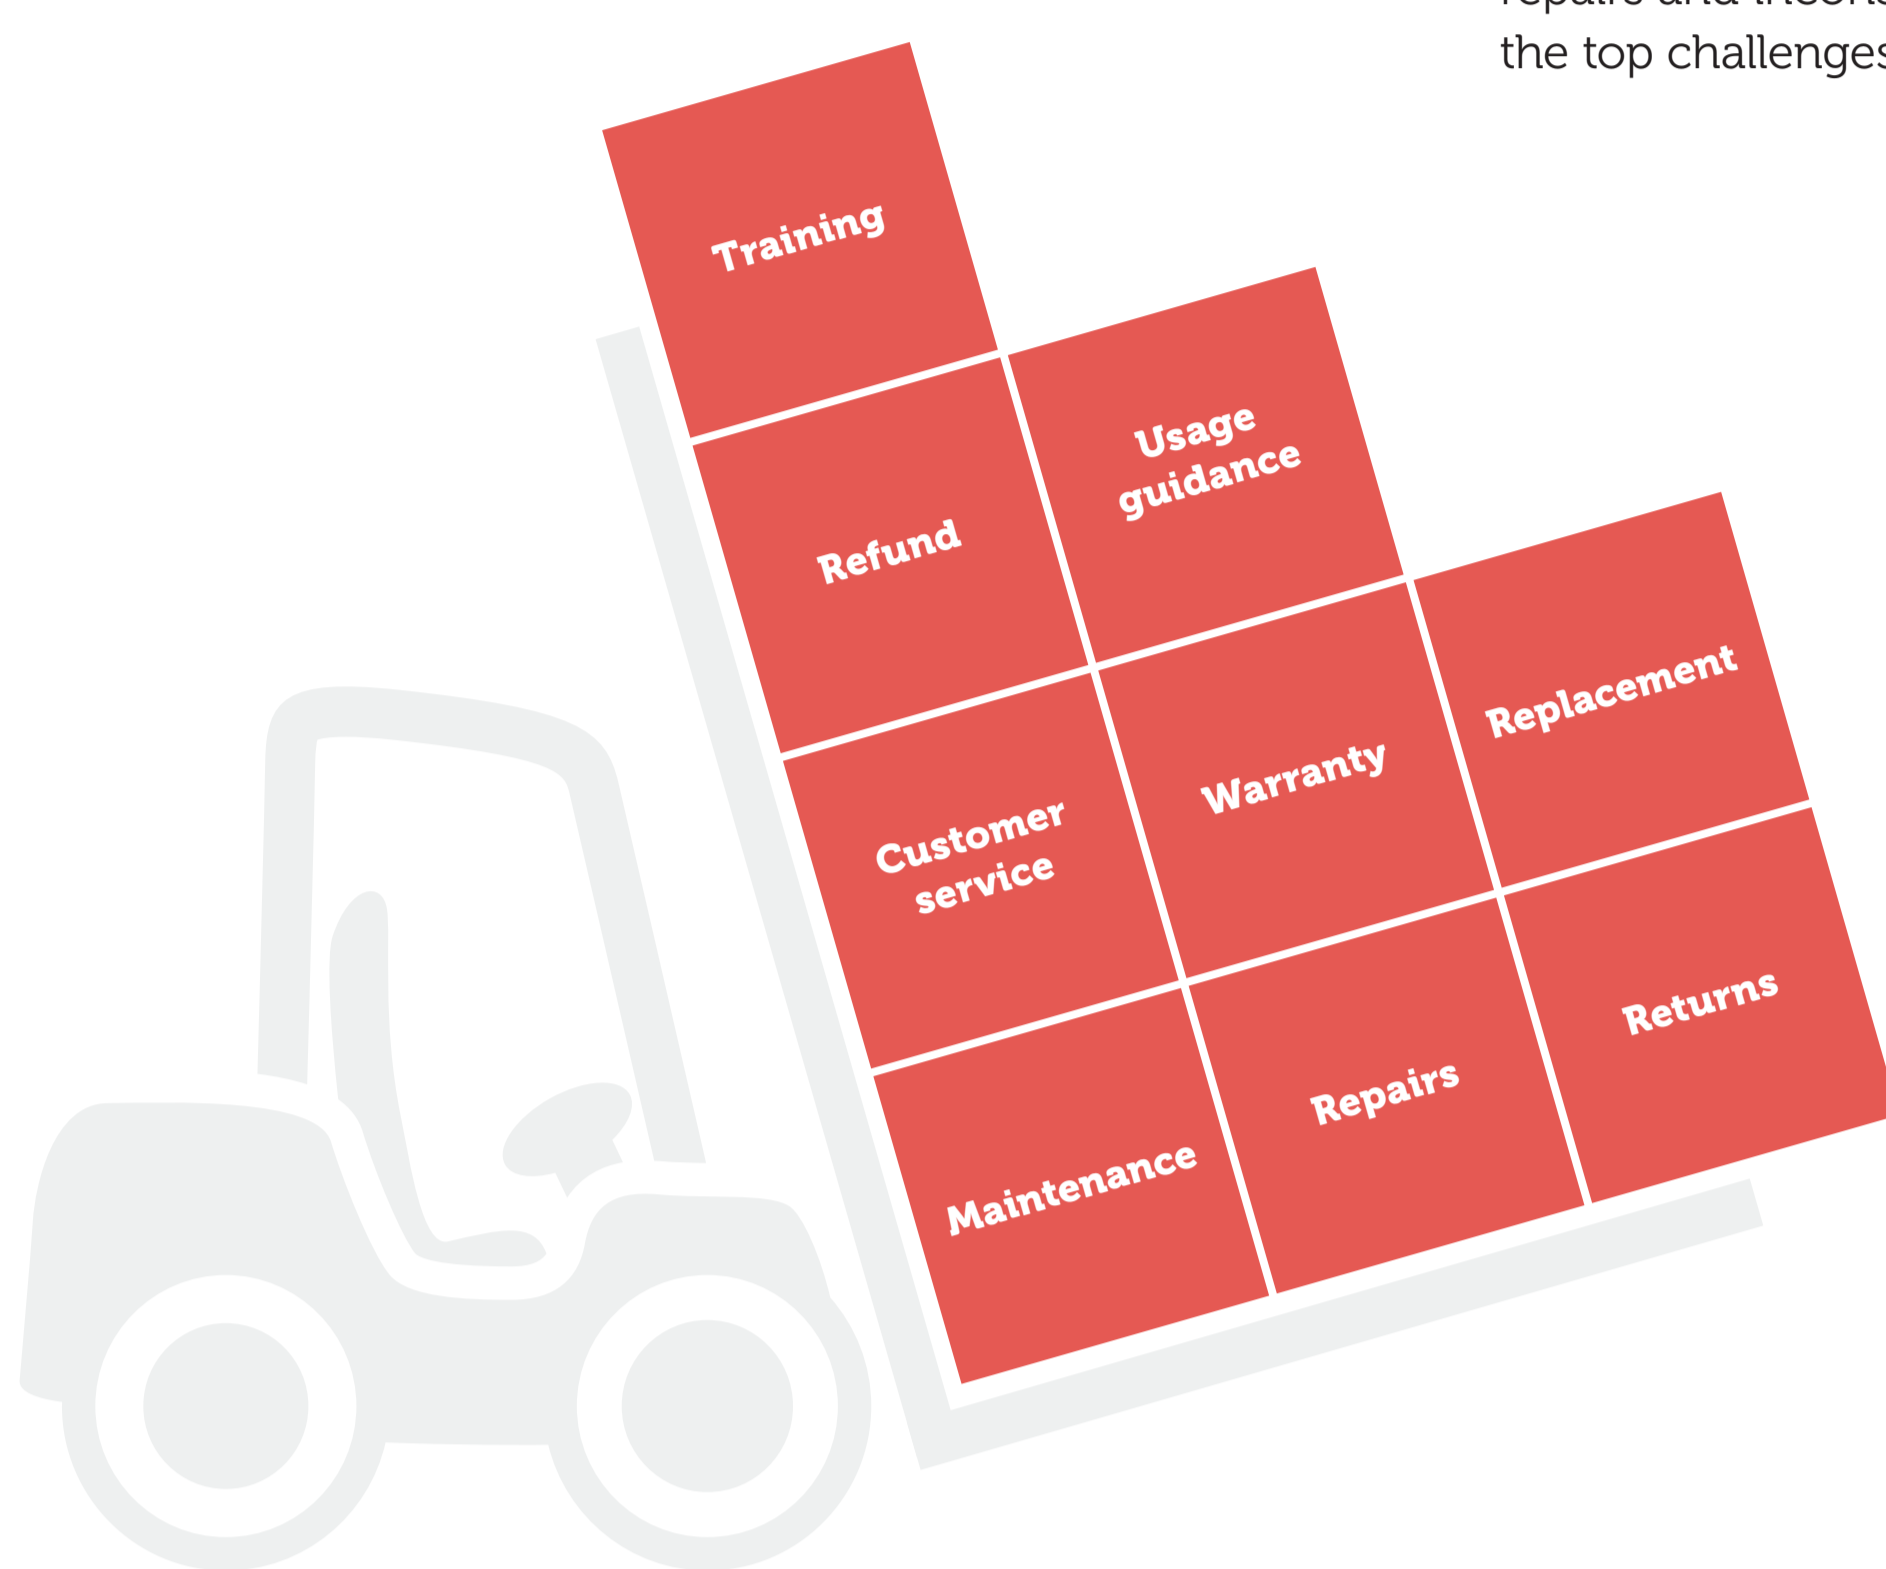 the top challenges
Training
Usage
guidance
Refund
Replacement
Warranty
Customer
service
Returns
Repairs
Maintenance